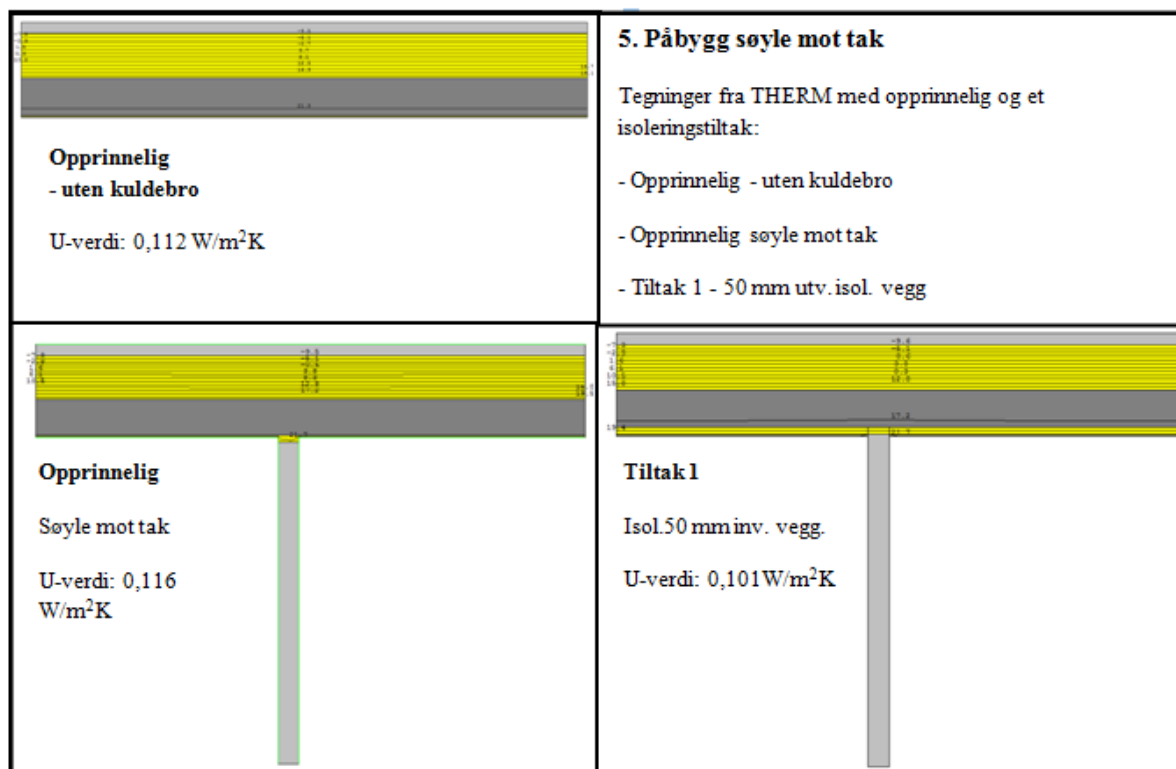 Opprinnelig
- uten kuldebro
U-verdi: 0,112 W/m²K
5. Påbygg søyle mot tak
Tegninger fra THERM med opprinnelig og et
isoleringstiltak:
- Opprinnelig - uten kuldebro
- Opprinnelig søyle mot tak
- Tiltak 1 - 50 mm utv. isol. vegg
Opprinnelig
Søyle mot tak
U-verdi: 0,116
W/m²K
Tiltak 1
Isol.50 mm inv. vegg.
U-verdi: 0,101W/m²K